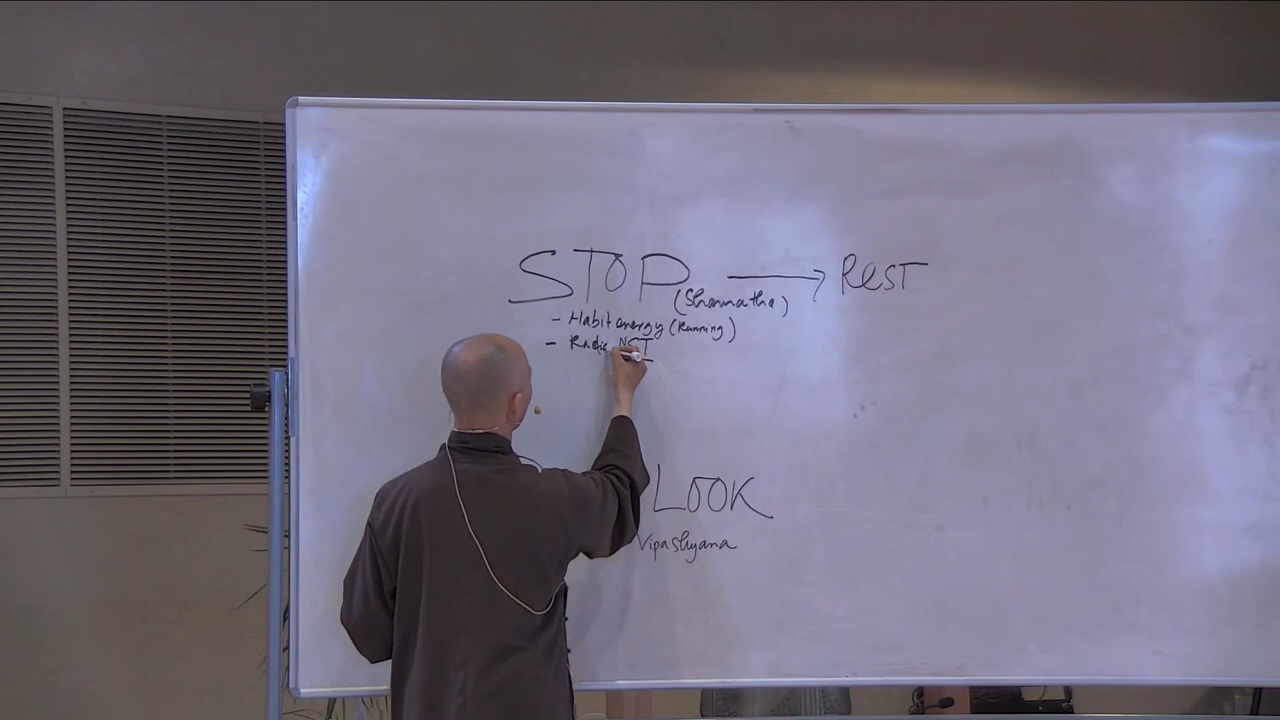 STOP → REST
(Shamatha)
- Habit energy (Running)
- Radio NST
LOOK
Vipashyana